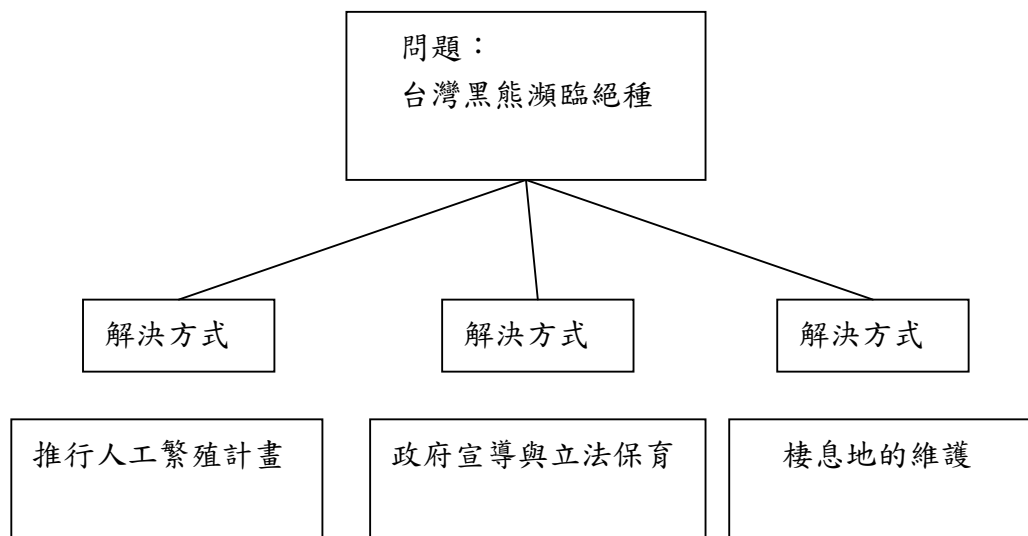 問題：
台灣黑熊瀕臨絕種
解決方式
解決方式
解決方式
推行人工繁殖計畫
政府宣導與立法保育
棲息地的維護